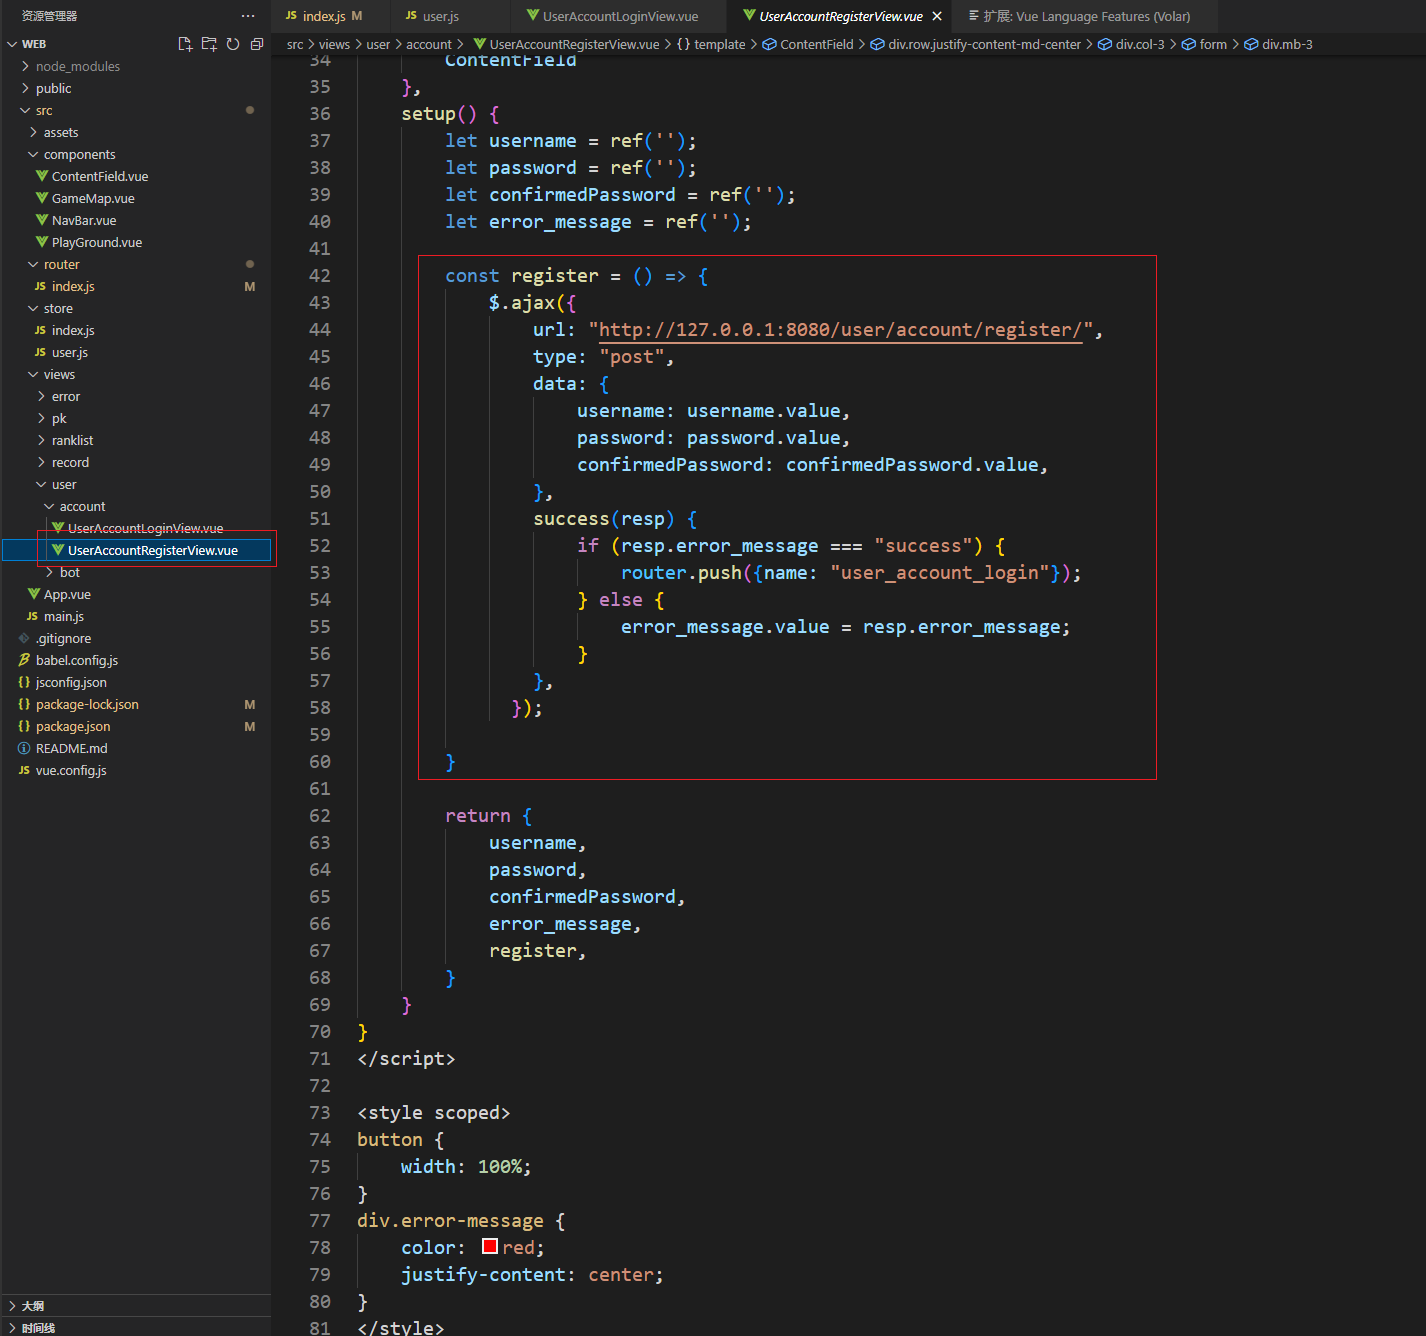 资源管理器
WEB
node_modules
public
src
assets
components
ContentField.vue
GameMap.vue
NavBar.vue
PlayGround.vue
router
JS index.js M
store
JS index.js
JS user.js
views
error
pk
ranklist
record
user
account
UserAccountLoginView.vue
UserAccountRegisterView.vue
bot
App.vue
JS main.js
.gitignore
babel.config.js
{} jsconfig.json
{} package-lock.json M
{} package.json M
README.md
JS vue.config.js
大纲
时间线
JS index.js M
JS user.js
UserAccountLoginView.vue
UserAccountRegisterView.vue
扩展: Vue Language Features (Volar)
src > views > user > account > UserAccountRegisterView.vue > {} template > ContentField > div.row.justify-content-md-center > div.col-3 > form > div.mb-3
34 ContentField
35 },
36 setup() {
37 let username = ref('');
38 let password = ref('');
39 let confirmedPassword = ref('');
40 let error_message = ref('');
41
42 const register = () => {
43 $.ajax({
44 url: "http://127.0.0.1:8080/user/account/register/",
45 type: "post",
46 data: {
47 username: username.value,
48 password: password.value,
49 confirmedPassword: confirmedPassword.value,
50 },
51 success(resp) {
52 if (resp.error_message === "success") {
53 router.push({name: "user_account_login"});
54 } else {
55 error_message.value = resp.error_message;
56 }
57 },
58 });
59
60 }
61
62 return {
63 username,
64 password,
65 confirmedPassword,
66 error_message,
67 register,
68 }
69 }
70 }
71 </script>
72
73 <style scoped>
74 button {
75 width: 100%;
76 }
77 div.error-message {
78 color: red;
79 justify-content: center;
80 }
81 </style>